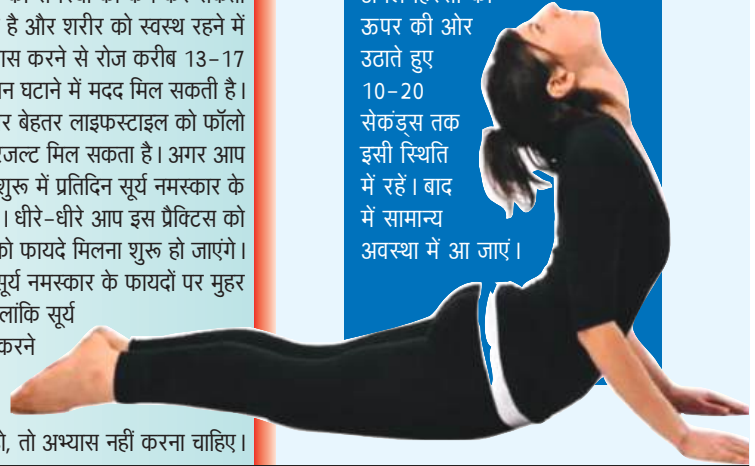 है और शरीर को स्वस्थ रहने में
करने से रोज करीब 13-17
घटाने में मदद मिल सकती है।
बेहतर लाइफस्टाइल को फॉलो
मिल सकता है। अगर आप
शुरू में प्रतिदिन सूर्य नमस्कार के
। धीरे-धीरे आप इस प्रैक्टिस को
को फायदे मिलना शुरू हो जाएंगे।
सूर्य नमस्कार के फायदों पर मुहर
सूर्य
करने
तो अभ्यास नहीं करना चाहिए।
ऊपर की ओर
उठाते हुए
10-20
सेकंड्स तक
इसी स्थिति
में रहें। बाद
में सामान्य
अवस्था में आ जाएं।